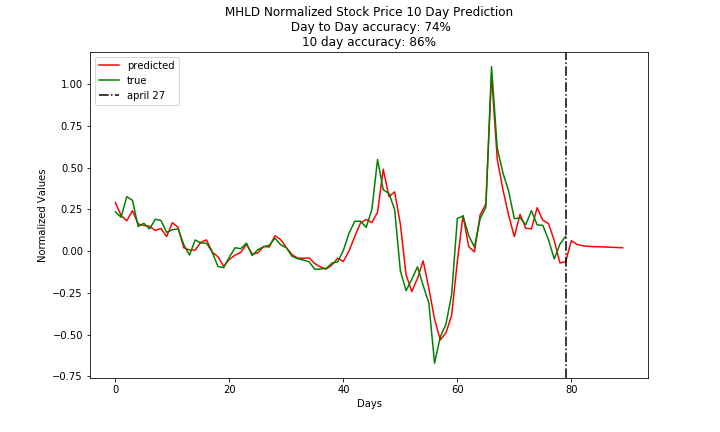 MHLD Normalized Stock Price 10 Day Prediction
Day to Day accuracy: 74%
10 day accuracy: 86%
predicted
true
april 27
1.00
0.75
0.50
0.25
0.00
−0.25
−0.50
−0.75
Normalized Values
0 20 40 60 80
Days